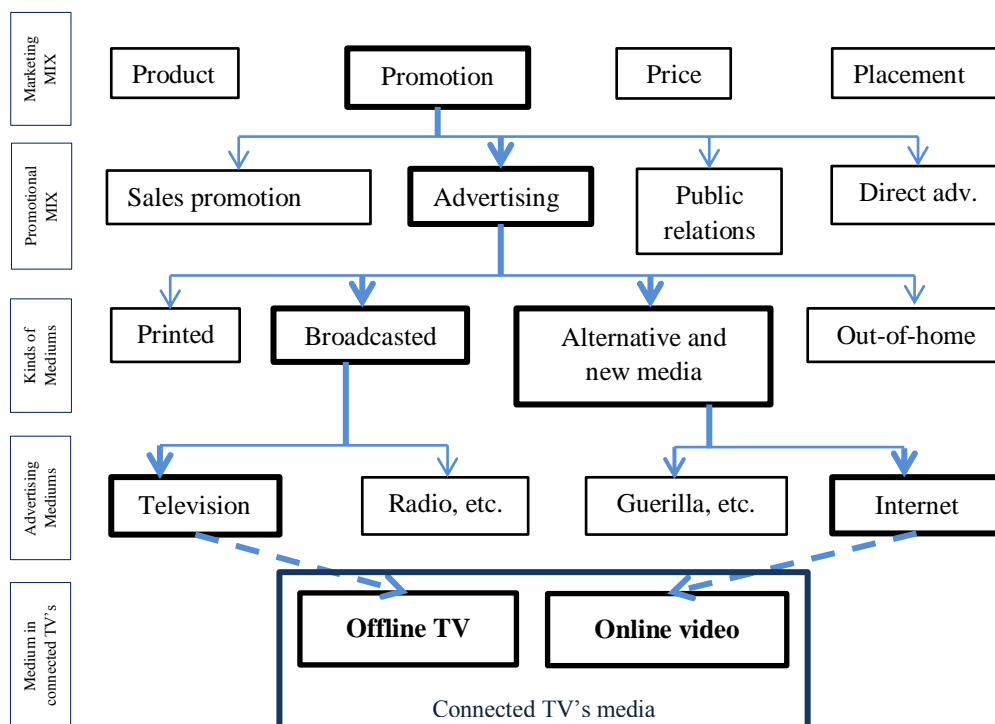 Marketing
MIX
Product
Promotion
Price
Placement
Promotional
MIX
Sales promotion
Advertising
Public
relations
Direct adv.
Kinds of
Mediums
Printed
Broadcasted
Alternative and
new media
Out-of-home
Advertising
Mediums
Television
Radio, etc.
Guerilla, etc.
Internet
Medium in
connected TV's
Offline TV
Online video
Connected TV's media